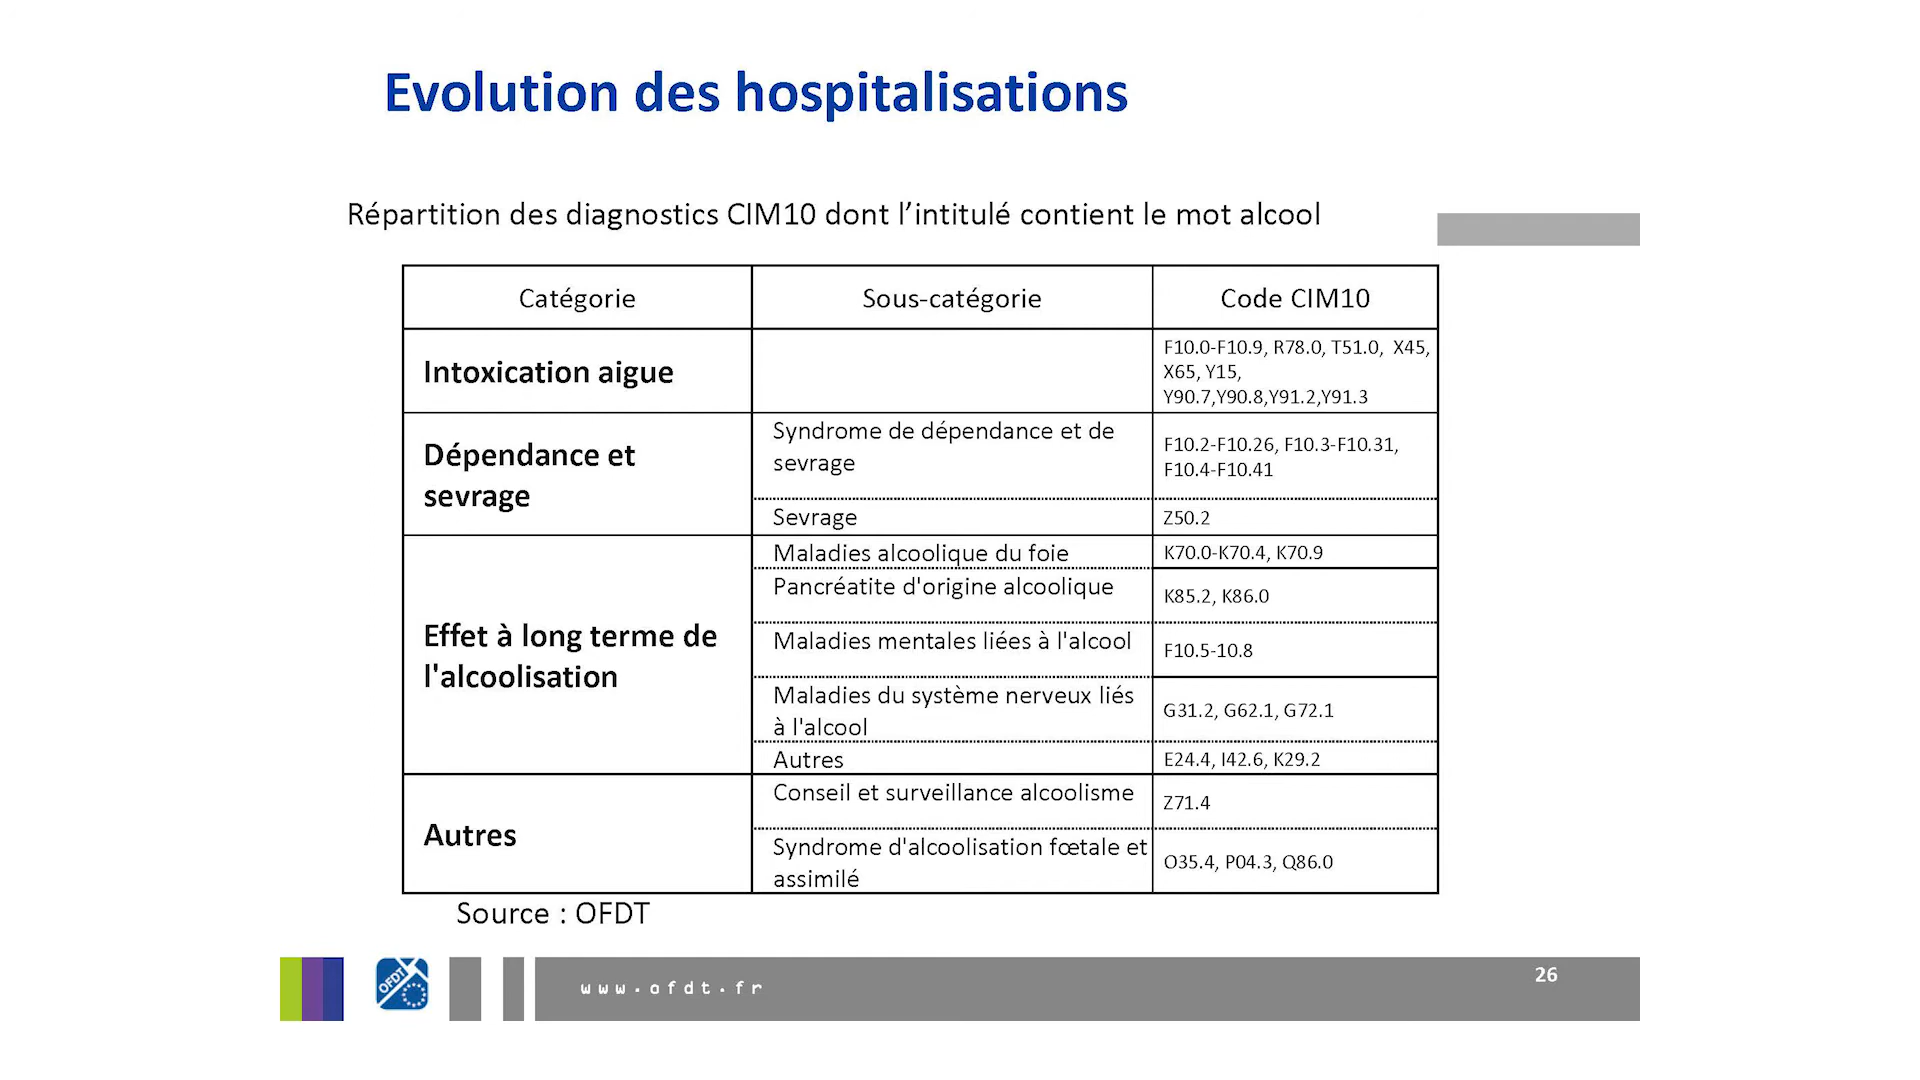 Evolution des hospitalisations
Répartition des diagnostics CIM10 dont l’intitulé contient le mot alcool
Catégorie
Sous-catégorie
Code CIM10
Intoxication aigue
F10.0-F10.9, R78.0, T51.0, X45,
X65, Y15,
Y90.7,Y90.8,Y91.2,Y91.3
Dépendance et
sevrage
Syndrome de dépendance et de
sevrage
F10.2-F10.26, F10.3-F10.31,
F10.4-F10.41
Sevrage
Z50.2
Effet à long terme de
l'alcoolisation
Maladies alcoolique du foie
K70.0-K70.4, K70.9
Pancréatite d'origine alcoolique
K85.2, K86.0
Maladies mentales liées à l'alcool
F10.5-10.8
Maladies du système nerveux liés
à l'alcool
G31.2, G62.1, G72.1
Autres
E24.4, I42.6, K29.2
Autres
Conseil et surveillance alcoolisme
Z71.4
Syndrome d'alcoolisation fœtale et
assimilé
O35.4, P04.3, Q86.0
Source : OFDT
OFDT
www.ofdt.fr
26